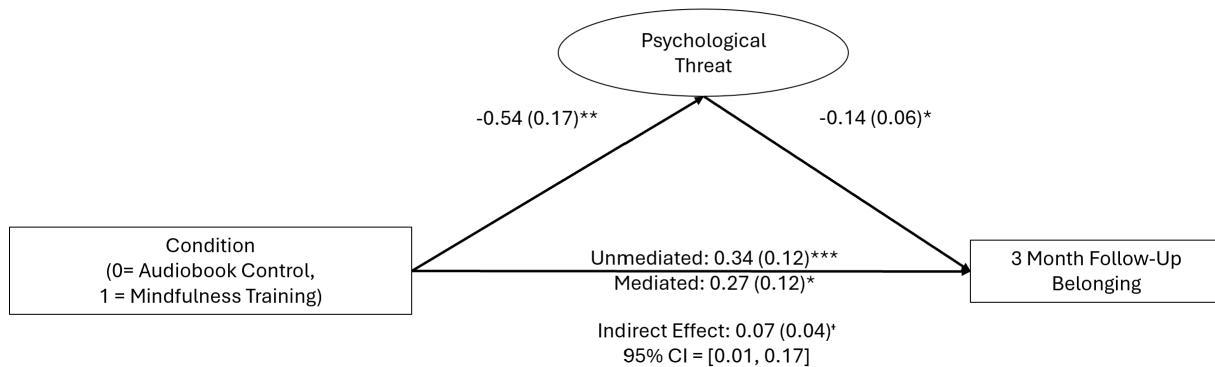 Psychological
Threat
-0.54 (0.17)**
-0.14 (0.06)*
Condition
(0= Audiobook Control,
1 = Mindfulness Training)
Unmediated: 0.34 (0.12)***
Mediated: 0.27 (0.12)*
3 Month Follow-Up
Belonging
Indirect Effect: 0.07 (0.04)ꜝ
95% CI = [0.01, 0.17]